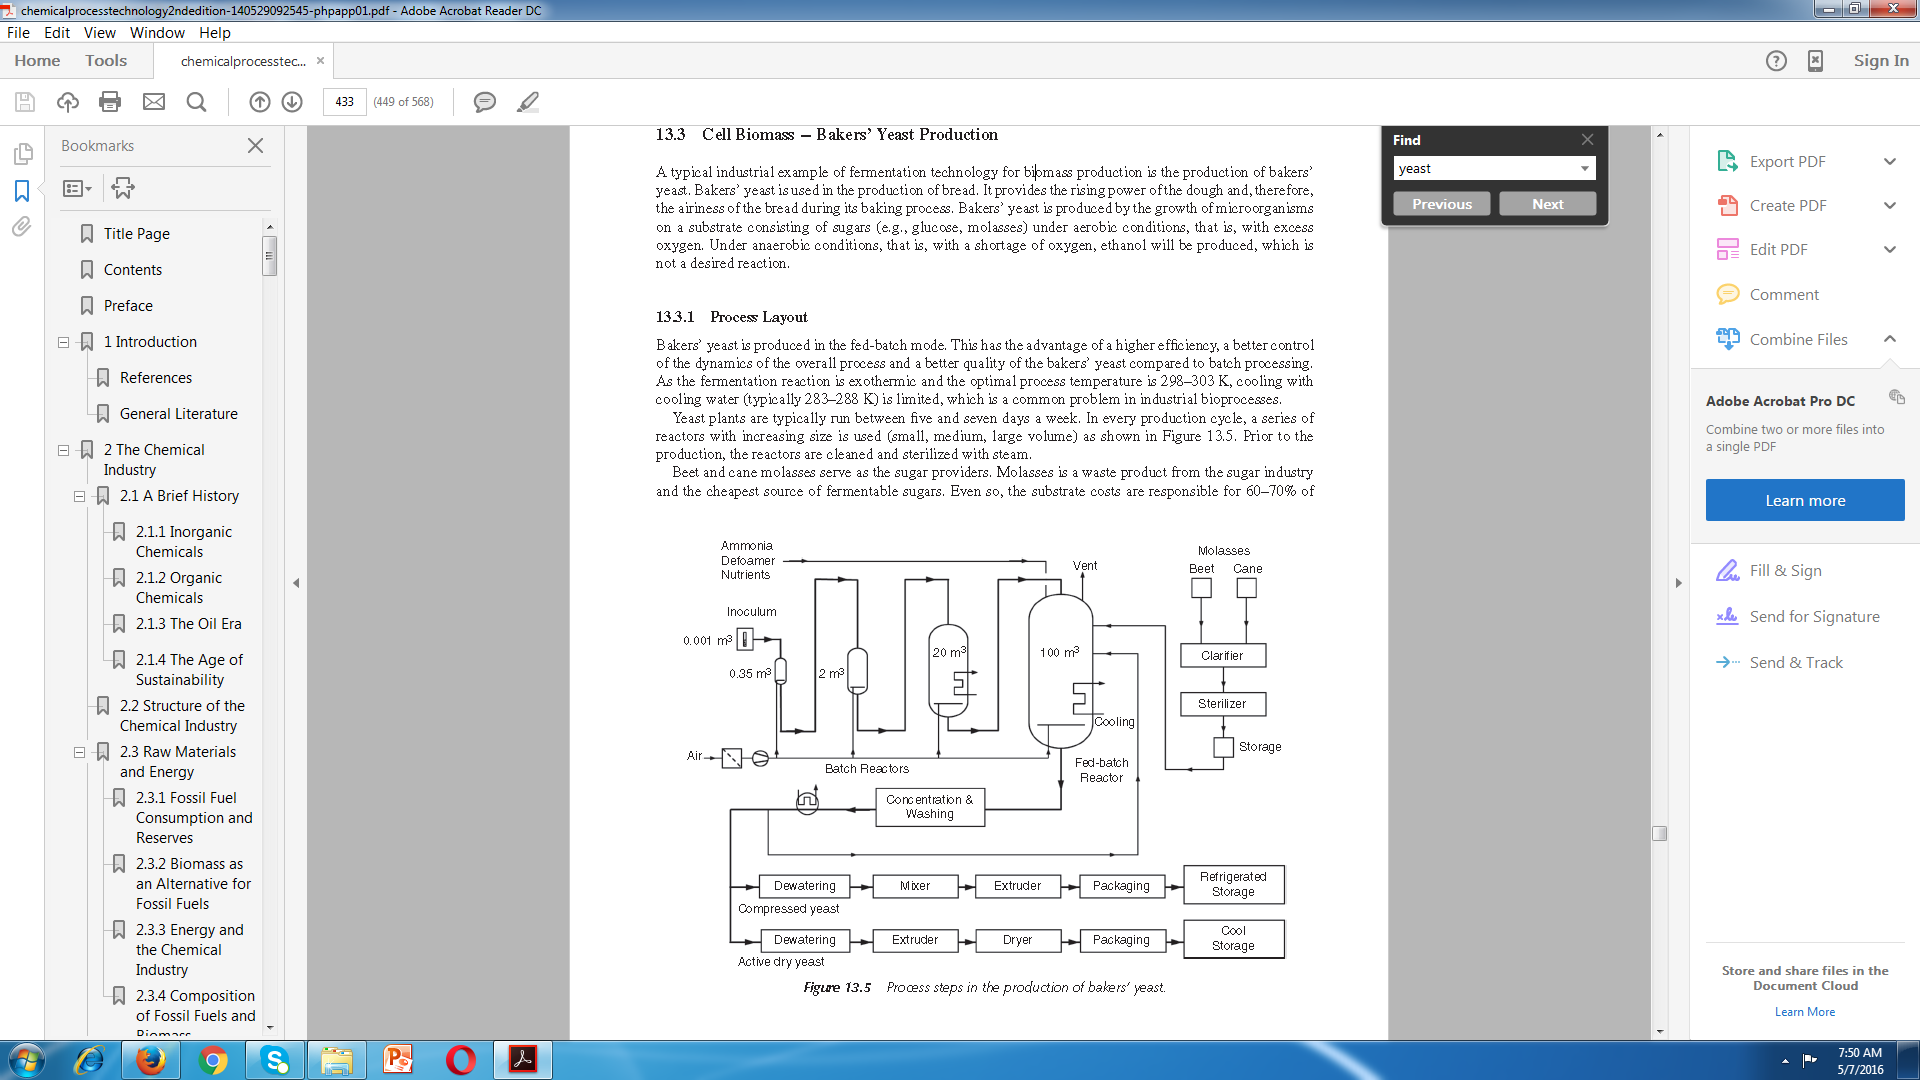 chemicalprocesstechnology2ndedition-140529092545-phpapp01.pdf - Adobe Acrobat Reader DC
File Edit View Window Help
Home Tools chemicalprocesstec... × Sign In
433 (449 of 568)
Bookmarks
Title Page
Contents
Preface
1 Introduction
References
General Literature
2 The Chemical
Industry
2.1 A Brief History
2.1.1 Inorganic
Chemicals
2.1.2 Organic
Chemicals
2.1.3 The Oil Era
2.1.4 The Age of
Sustainability
2.2 Structure of the
Chemical Industry
2.3 Raw Materials
and Energy
2.3.1 Fossil Fuel
Consumption and
Reserves
2.3.2 Biomass as
an Alternative for
Fossil Fuels
2.3.3 Energy and
the Chemical
Industry
2.3.4 Composition
of Fossil Fuels and
Biomass
13.3 Cell Biomass – Bakers’ Yeast Production
A typical industrial example of fermentation technology for biomass production is the production of bakers’
yeast. Bakers’ yeast is used in the production of bread. It provides the rising power of the dough and, therefore,
the airiness of the bread during its baking process. Bakers’ yeast is produced by the growth of microorganisms
on a substrate consisting of sugars (e.g., glucose, molasses) under aerobic conditions, that is, with excess
oxygen. Under anaerobic conditions, that is, with a shortage of oxygen, ethanol will be produced, which is
not a desired reaction.
13.3.1 Process Layout
Bakers’ yeast is produced in the fed-batch mode. This has the advantage of a higher efficiency, a better control
of the dynamics of the overall process and a better quality of the bakers’ yeast compared to batch processing.
As the fermentation reaction is exothermic and the optimal process temperature is 298–303 K, cooling with
cooling water (typically 283–288 K) is limited, which is a common problem in industrial bioprocesses.
Yeast plants are typically run between five and seven days a week. In every production cycle, a series of
reactors with increasing size is used (small, medium, large volume) as shown in Figure 13.5. Prior to the
production, the reactors are cleaned and sterilized with steam.
Beet and cane molasses serve as the sugar providers. Molasses is a waste product from the sugar industry
and the cheapest source of fermentable sugars. Even so, the substrate costs are responsible for 60–70% of
Ammonia
Defoamer
Nutrients
Vent
Molasses
Beet Cane
Inoculum
0.001 m³
0.35 m³
2 m³
20 m³
100 m³
Clarifier
Sterilizer
Cooling
Storage
Air
Batch Reactors
Fed-batch
Reactor
Concentration &
Washing
Dewatering Mixer Extruder Packaging
Refrigerated
Storage
Compressed yeast
Dewatering Extruder Dryer Packaging
Cool
Storage
Active dry yeast
Figure 13.5 Process steps in the production of bakers’ yeast.
Find
yeast
Previous Next
Export PDF
Create PDF
Edit PDF
Comment
Combine Files
Adobe Acrobat Pro DC
Combine two or more files into
a single PDF
Learn more
Fill & Sign
Send for Signature
Send & Track
Store and share files in the
Document Cloud
Learn More
7:50 AM
5/7/2016